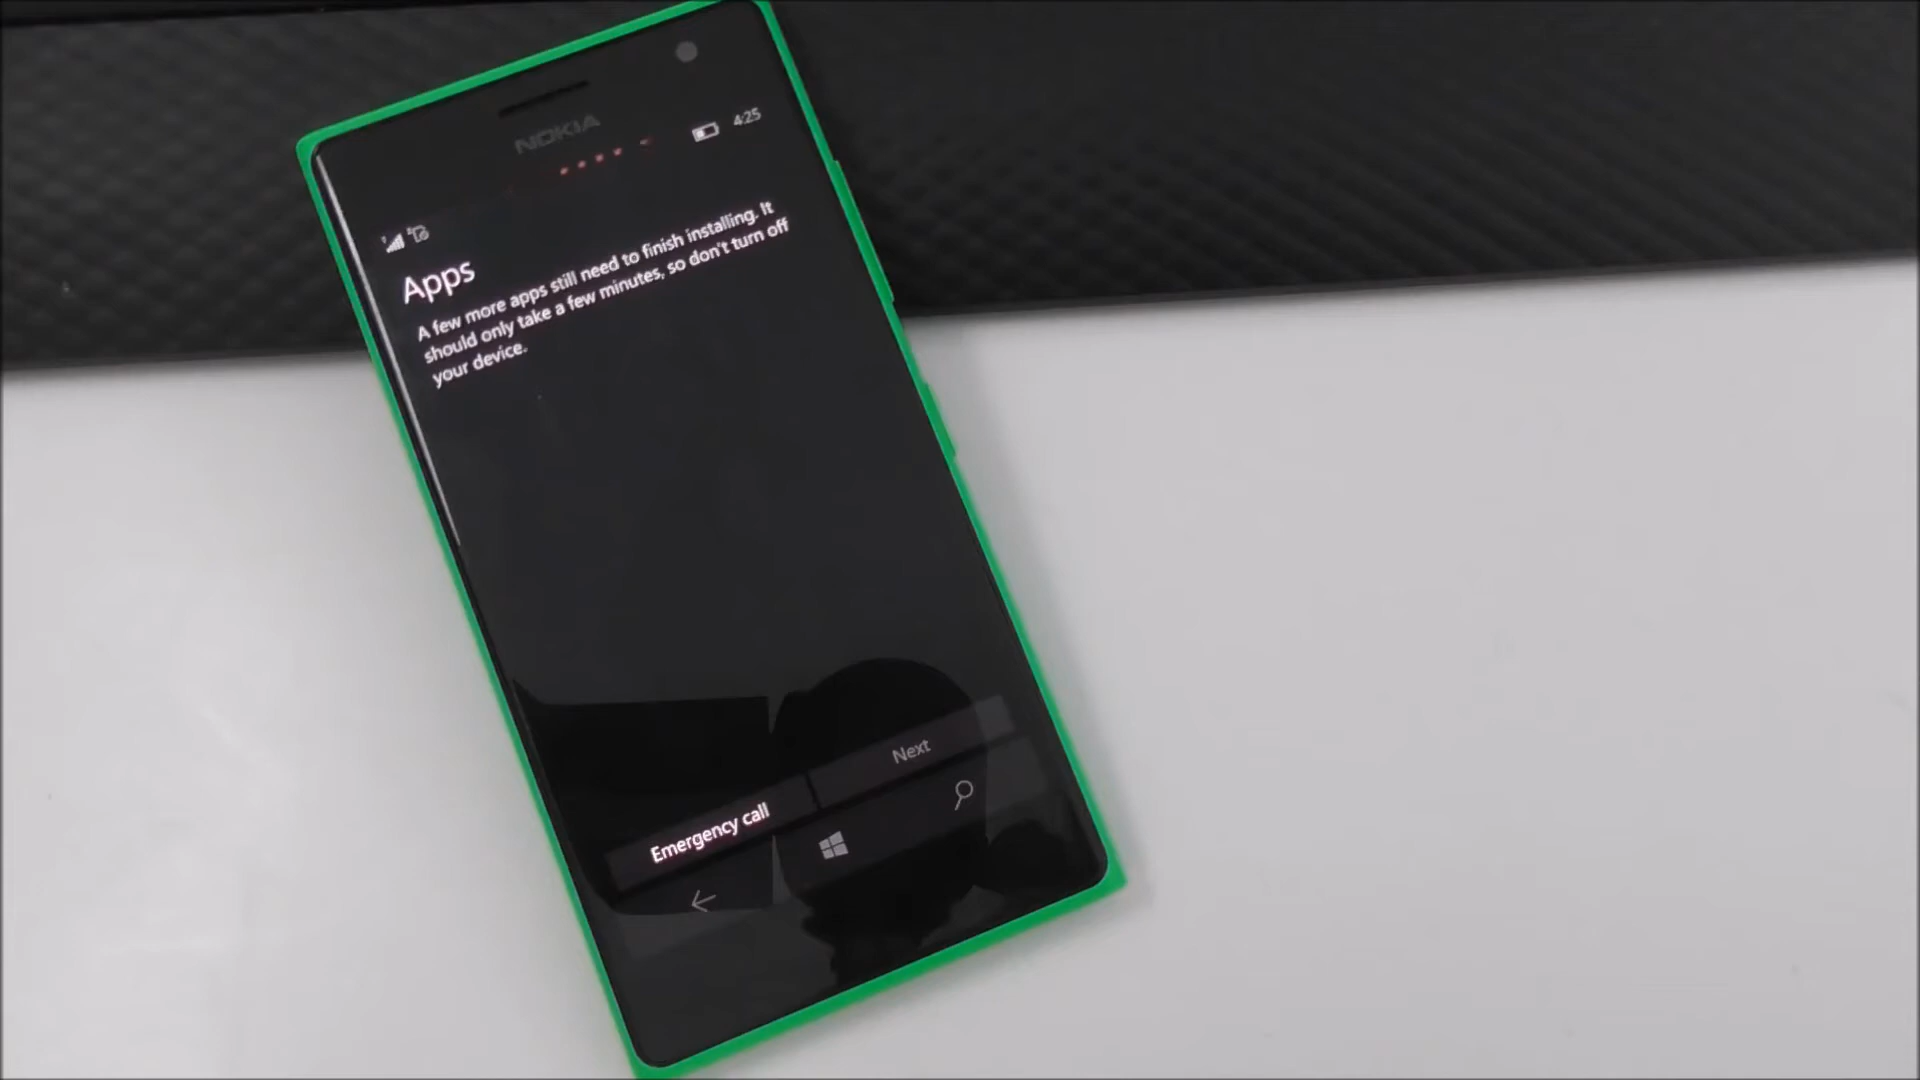 NOKIA
4:25
Apps
A few more apps still need to finish installing. It
should only take a few minutes, so don't turn off
your device.
Emergency call
Next